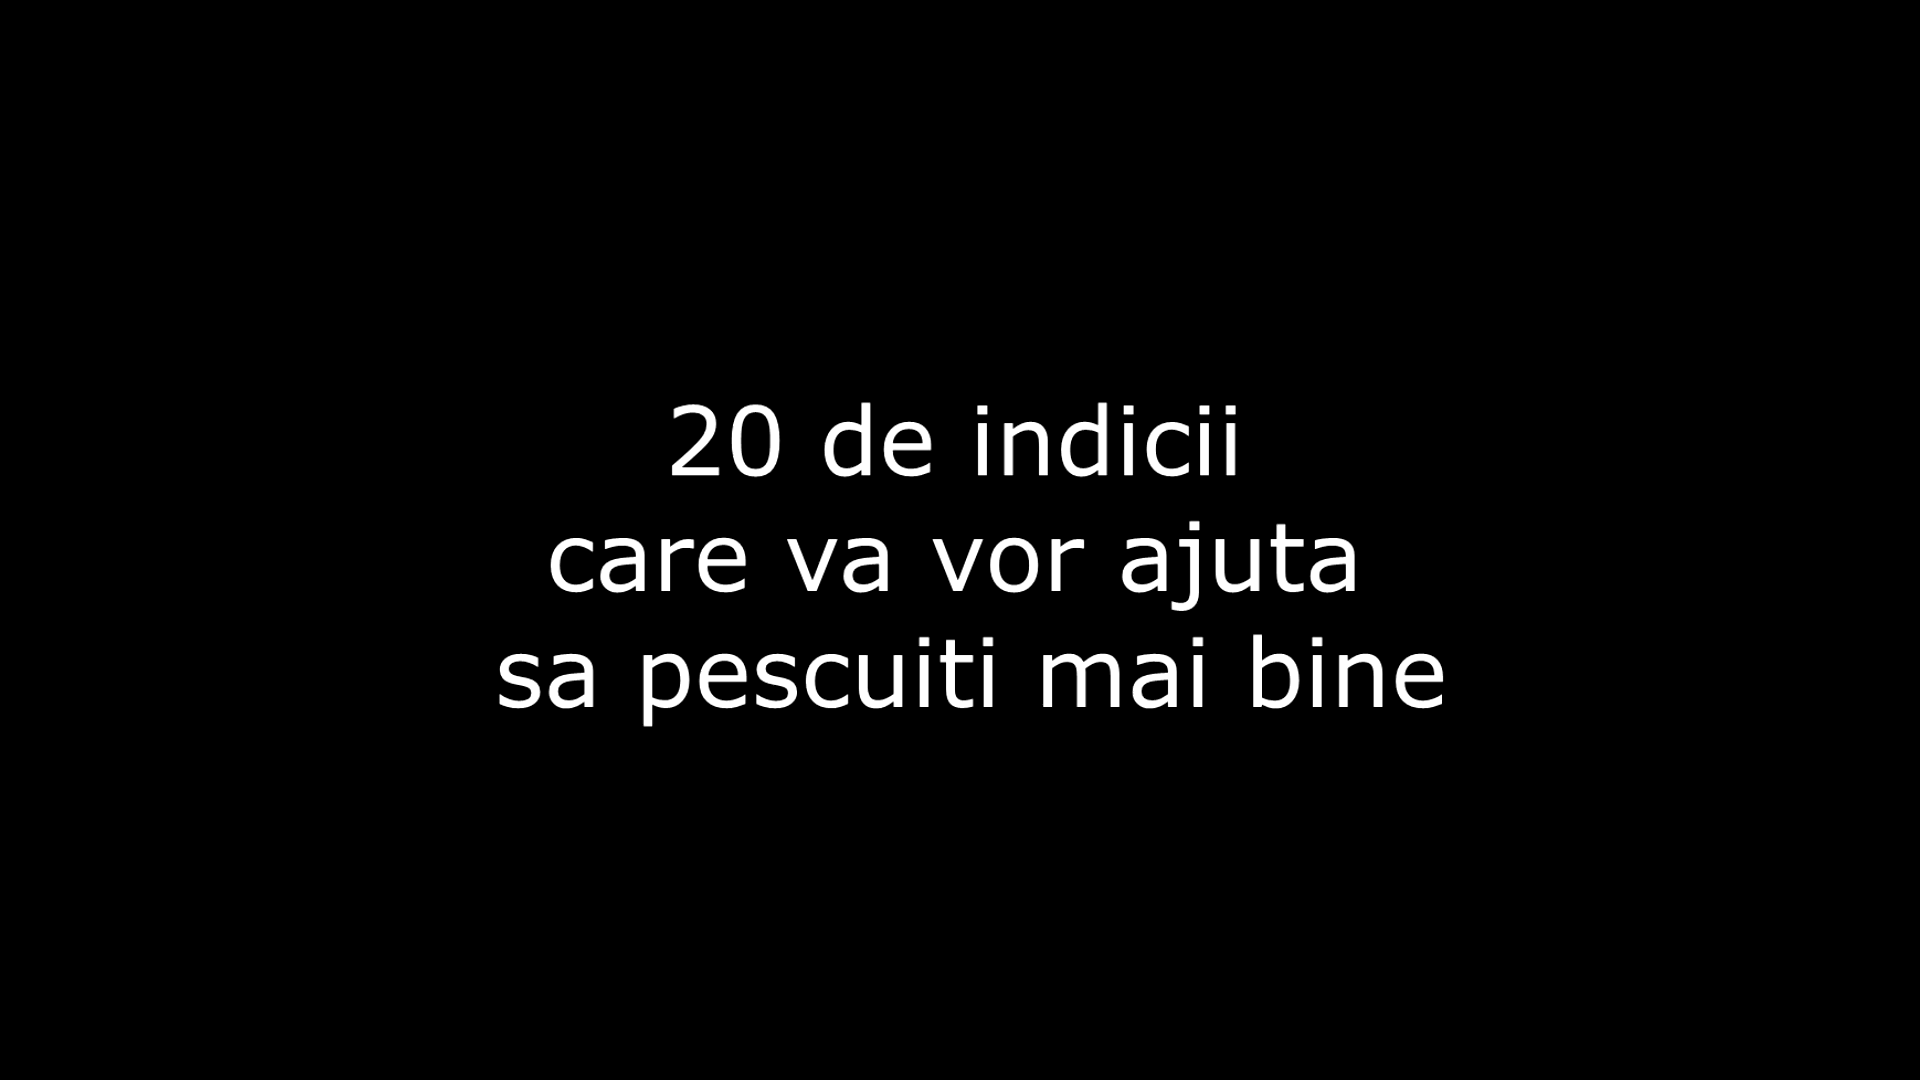 20 de indicii
care va vor ajuta
sa pescuiti mai bine